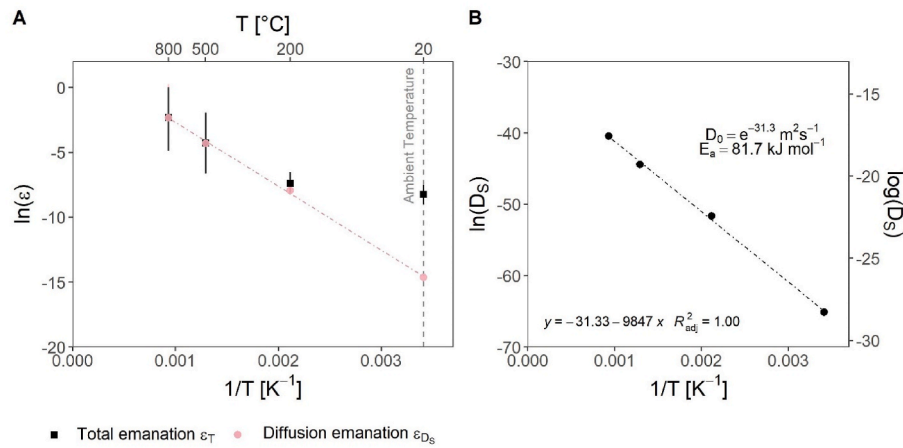 A
T [°C]
800 500 200 20
0
-5
-10
-15
-20
ln(ε)
Ambient Temperature
0.000 0.001 0.002 0.003
1/T [K⁻¹]
B
-30
-40
-50
-60
-70
ln(D_S)
D₀ = e^−31.3 m²s⁻¹
Eₐ = 81.7 kJ mol⁻¹
y = −31.33 − 9847 x R²_adj = 1.00
-15
-20
-25
-30
log(D_S)
0.000 0.001 0.002 0.003
1/T [K⁻¹]
Total emanation ε_T Diffusion emanation ε_D_S